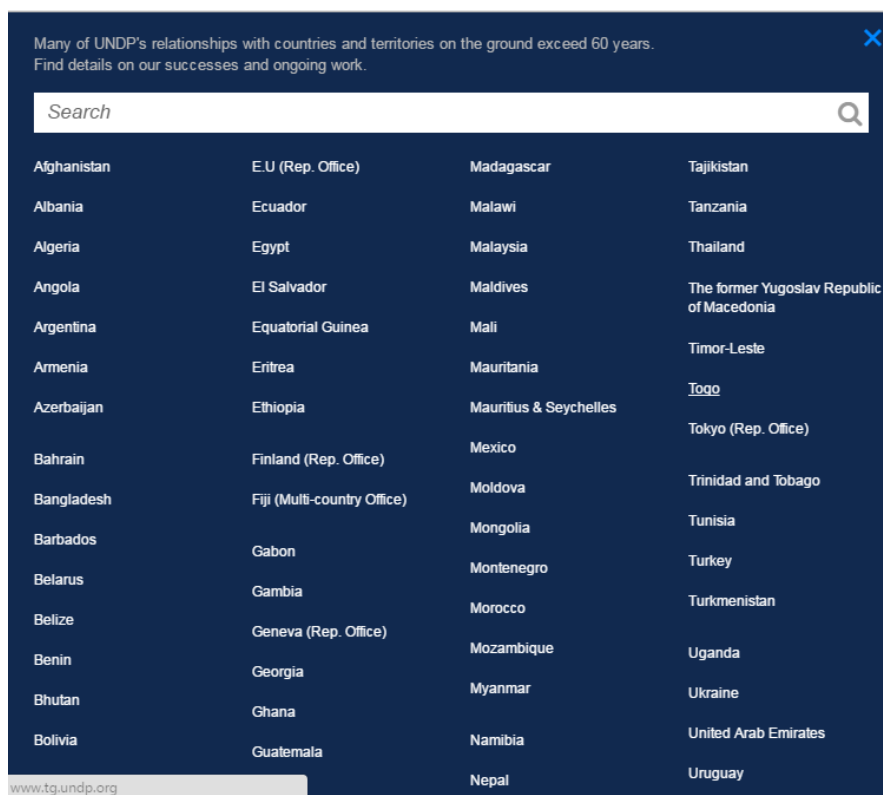 Many of UNDP's relationships with countries and territories on the ground exceed 60 years.
Find details on our successes and ongoing work.
Search
Afghanistan
Albania
Algeria
Angola
Argentina
Armenia
Azerbaijan
Bahrain
Bangladesh
Barbados
Belarus
Belize
Benin
Bhutan
Bolivia
E.U (Rep. Office)
Ecuador
Egypt
El Salvador
Equatorial Guinea
Eritrea
Ethiopia
Finland (Rep. Office)
Fiji (Multi-country Office)
Gabon
Gambia
Geneva (Rep. Office)
Georgia
Ghana
Guatemala
Madagascar
Malawi
Malaysia
Maldives
Mali
Mauritania
Mauritius & Seychelles
Mexico
Moldova
Mongolia
Montenegro
Morocco
Mozambique
Myanmar
Namibia
Nepal
Tajikistan
Tanzania
Thailand
The former Yugoslav Republic
of Macedonia
Timor-Leste
Togo
Tokyo (Rep. Office)
Trinidad and Tobago
Tunisia
Turkey
Turkmenistan
Uganda
Ukraine
United Arab Emirates
Uruguay
www.tg.undp.org